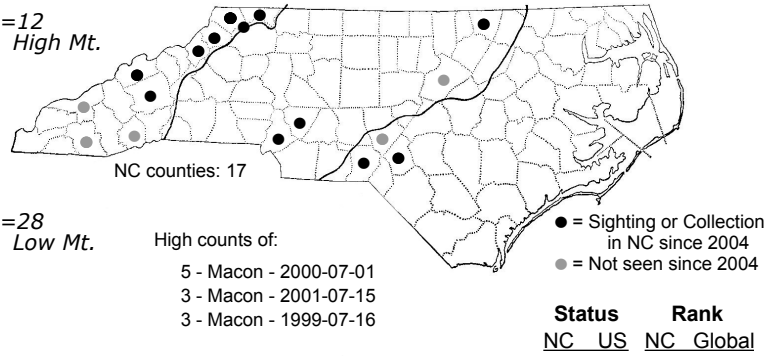 =12
High Mt.
NC counties: 17
=28
Low Mt.
High counts of:
5 - Macon - 2000-07-01
3 - Macon - 2001-07-15
3 - Macon - 1999-07-16
● = Sighting or Collection
in NC since 2004
● = Not seen since 2004
Status Rank
NC US NC Global